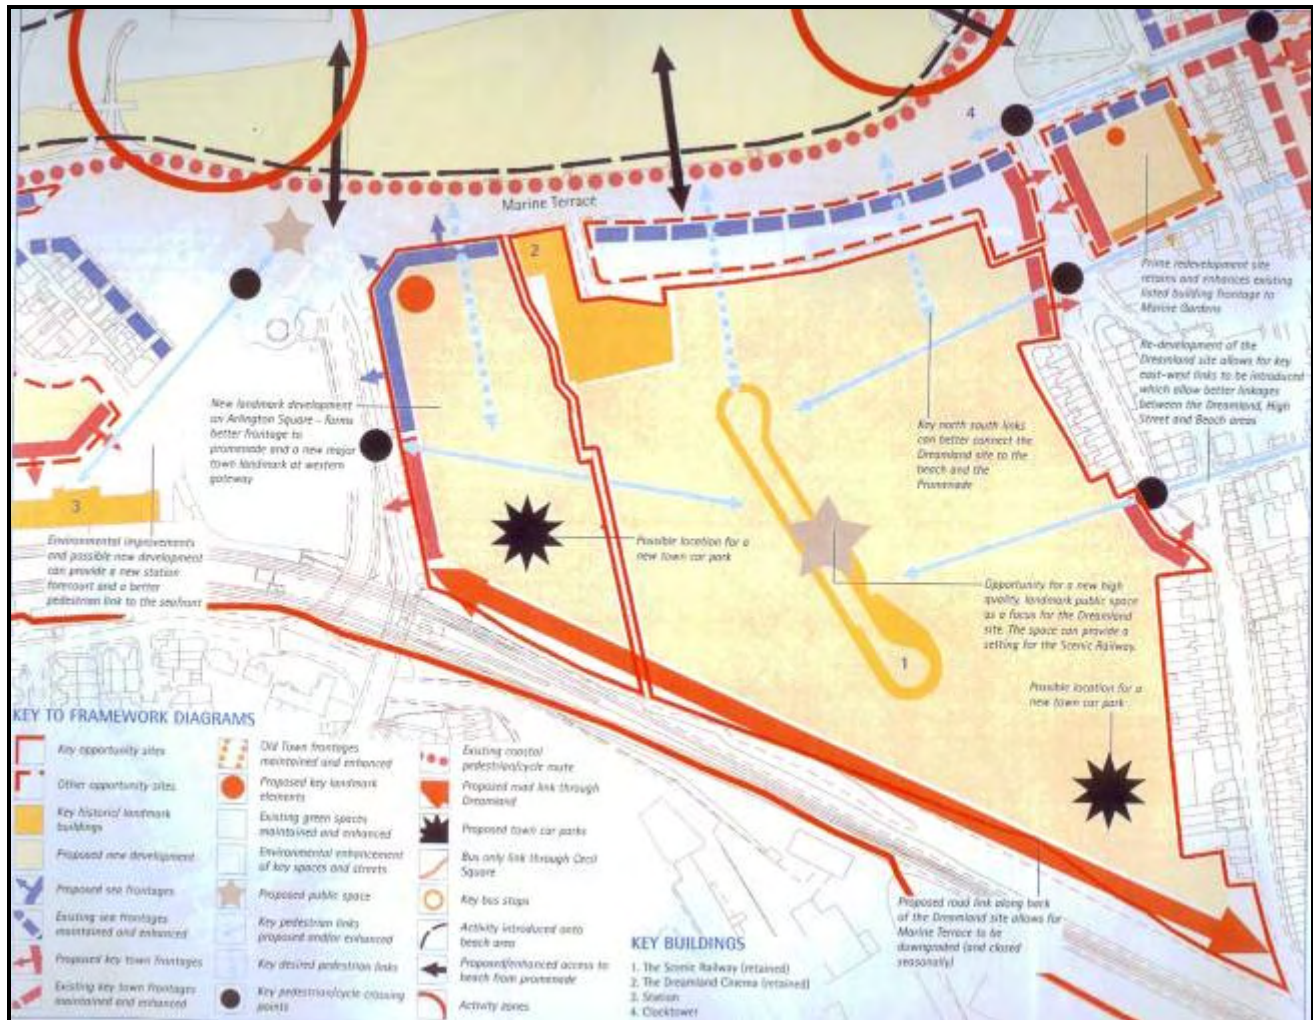 4
Marine Terrace
2
Prime redevelopment site
retains and enhances existing
listed building frontage to
Marine Gardens
Re-development of the
Dreamland site allows for key
east-west links to be introduced
which allow better linkages
between the Dreamland, High
Street and Beach areas
New landmark development
on Arlington Square - forms
better frontage to
promenade and a new major
town landmark at western
gateway
Key north south links
can better connect the
Dreamland site to the
beach and the
Promenade
3
Environmental improvements
and possible new development
can provide a new station
forecourt and a better
pedestrian link to the seafront
Possible location for a
new town car park
Opportunity for a new high
quality, landmark public space
as a focus for the Dreamland
site. The space can provide a
setting for the Scenic Railway.
1
Possible location for a
new town car park
Proposed road link along back
of the Dreamland site allows for
Marine Terrace to be
downgraded (and closed
seasonally)
KEY TO FRAMEWORK DIAGRAMS
Key opportunity sites
Other opportunity sites
Key historial landmark
buildings
Proposed new development
Proposed sea frontages
Existing sea frontages
maintained and enhanced
Proposed key town frontages
Existing key town frontages
maintained and enhanced
Old Town frontages
maintained and enhanced
Proposed key landmark
elements
Existing green spaces
maintained and enhanced
Environmental enhancement
of key spaces and streets
Proposed public space
Key pedestrian links
proposed and/or enhanced
Key desired pedestrian links
Key pedestrian/cycle crossing
points
Existing coastal
pedestrian/cycle route
Proposed road link through
Dreamland
Proposed town car parks
Bus only link through Cecil
Square
Key bus stops
Activity introduced onto
beach area
Proposed/enhanced access to
beach from promenade
Activity zones
KEY BUILDINGS
1. The Scenic Railway (retained)
2. The Dreamland Cinema (retained)
3. Station
4. Clocktower